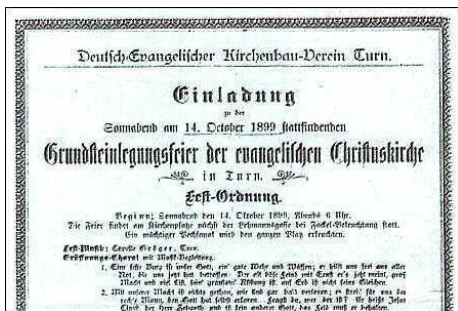 Deutsch-Evangelischer Kirchenbau-Verein Turn.
Einladung
zu der
Sonnabend am 14. October 1899 stattfindenden
Grundsteinlegungsfeier der evangelischen Christuskirche
in Turn.
Fest-Ordnung.
Beginn: Sonnabend den 14. Oktober 1899, Abends 6 Uhr.
Die Feier findet am Kirchenplatze nächst der Lehmannsgasse bei Fackel-Beleuchtung statt.
Ein mächtiger Pechkranz wird den ganzen Platz erleuchten.
Fest-Musik: Capelle Gröger, Turn.
Eröffnungs-Choral mit Musik-Begleitung.
1. Eine feste Burg ist unser Gott, ein' gute Wehr und Waffen; er hilft uns frei aus aller
Not, die uns jetzt hat betroffen. Der alt böse Feind mit Ernst er's jetzt meint, groß
Macht und viel List, sein' grausam' Rüstung ist, auf Erd ist nicht seins Gleichen.
2. Mit unsrer Macht ist nichts gethan, wir sind gar bald verloren; es streit' für uns der
rechte Mann, den Gott hat selbst erkoren. Fragst du, wer der ist? Er heißt Jesus
Christ, der Herr Zebaoth, und ist kein andrer Gott, das Feld muß er behalten.